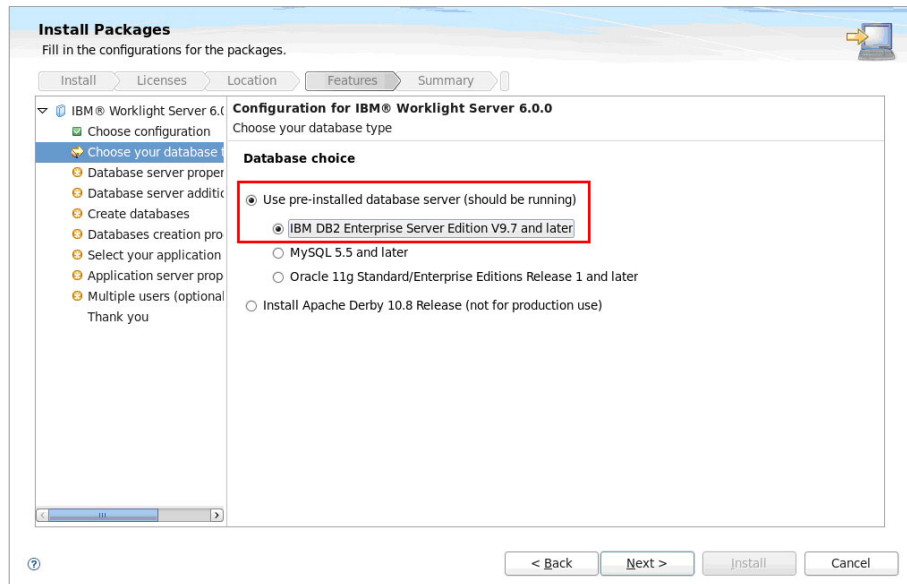 Install Packages
Fill in the configurations for the packages.
Install Licenses Location Features Summary
IBM® Worklight Server 6.(
Choose configuration
Choose your database t
Database server proper
Database server additic
Create databases
Databases creation pro
Select your application
Application server prop
Multiple users (optional
Thank you
Configuration for IBM® Worklight Server 6.0.0
Choose your database type
Database choice
Use pre-installed database server (should be running)
IBM DB2 Enterprise Server Edition V9.7 and later
MySQL 5.5 and later
Oracle 11g Standard/Enterprise Editions Release 1 and later
Install Apache Derby 10.8 Release (not for production use)
? < Back Next > Install Cancel